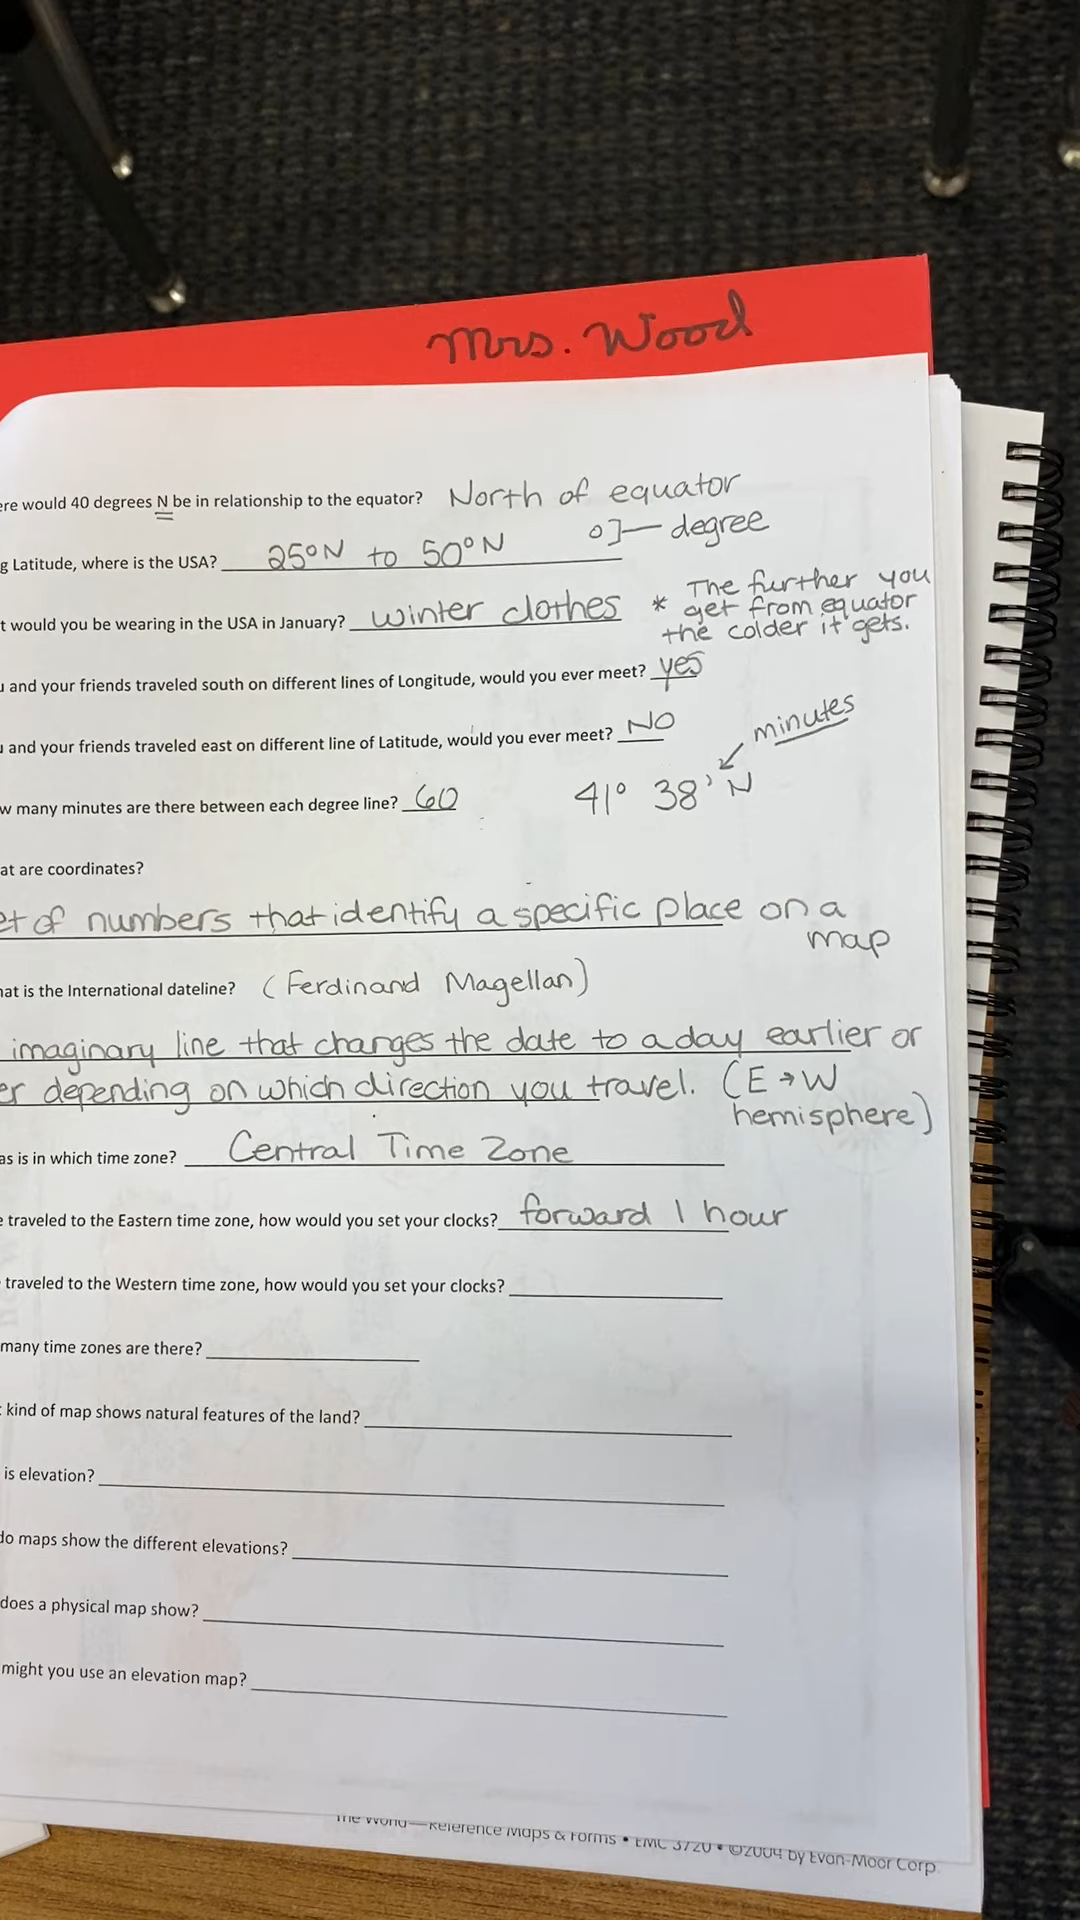 Mrs. Wood
ere would 40 degrees N be in relationship to the equator? North of equator
o]— degree
g Latitude, where is the USA? 25°N to 50°N
t would you be wearing in the USA in January? winter clothes * The further you
get from equator
the colder it gets.
u and your friends traveled south on different lines of Longitude, would you ever meet? yes
u and your friends traveled east on different line of Latitude, would you ever meet? NO
minutes
w many minutes are there between each degree line? 60 41° 38' N
at are coordinates?
et of numbers that identify a specific place on a
map
hat is the International dateline? (Ferdinand Magellan)
imaginary line that changes the date to a day earlier or
er depending on which direction you travel. (E → W
hemisphere)
as is in which time zone? Central Time Zone
e traveled to the Eastern time zone, how would you set your clocks? forward 1 hour
traveled to the Western time zone, how would you set your clocks?
many time zones are there?
t kind of map shows natural features of the land?
is elevation?
do maps show the different elevations?
does a physical map show?
might you use an elevation map?
The World—Reference Maps & Forms • EMC 3720 • ©2004 by Evan-Moor Corp.